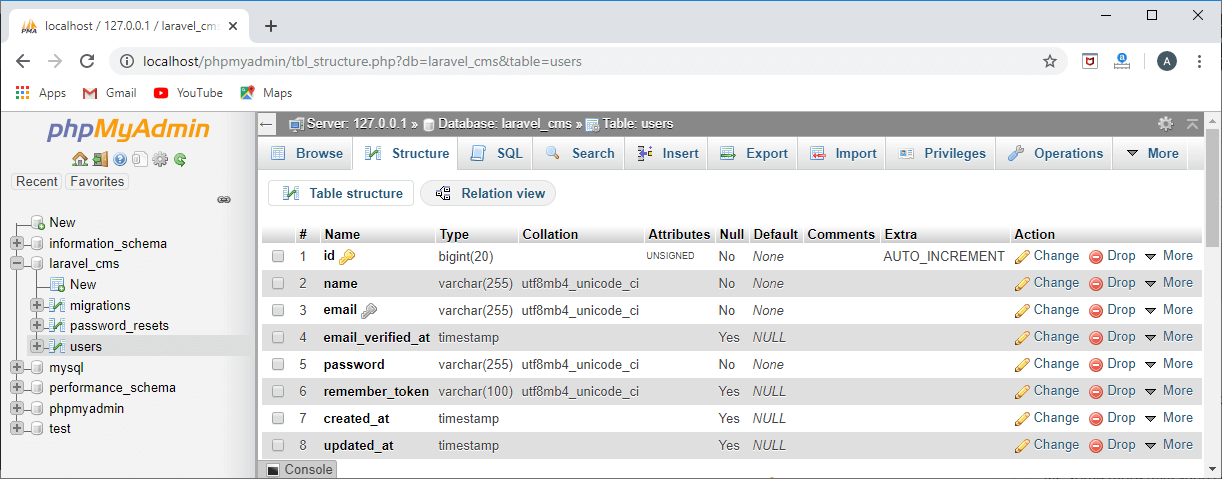 PMA
localhost / 127.0.0.1 / laravel_cms
localhost/phpmyadmin/tbl_structure.php?db=laravel_cms&table=users
A
Apps Gmail YouTube Maps
phpMyAdmin
Recent Favorites
New
information_schema
laravel_cms
New
migrations
password_resets
users
mysql
performance_schema
phpmyadmin
test
Server: 127.0.0.1 » Database: laravel_cms » Table: users
Browse Structure SQL Search Insert Export Import Privileges Operations More
Table structure Relation view
# Name Type Collation Attributes Null Default Comments Extra Action
1 id bigint(20) UNSIGNED No None AUTO_INCREMENT Change Drop More
2 name varchar(255) utf8mb4_unicode_ci No None Change Drop More
3 email varchar(255) utf8mb4_unicode_ci No None Change Drop More
4 email_verified_at timestamp Yes NULL Change Drop More
5 password varchar(255) utf8mb4_unicode_ci No None Change Drop More
6 remember_token varchar(100) utf8mb4_unicode_ci Yes NULL Change Drop More
7 created_at timestamp Yes NULL Change Drop More
8 updated_at timestamp Yes NULL Change Drop More
Console